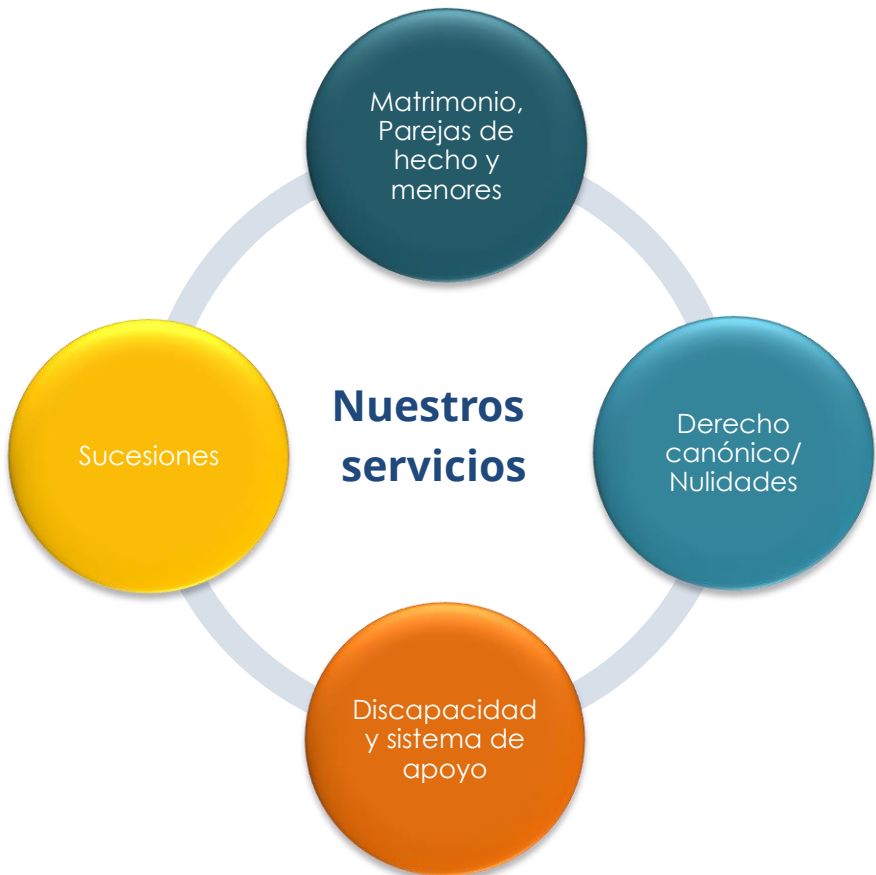 Matrimonio,
Parejas de
hecho y
menores
Nuestros
servicios
Derecho
canónico/
Nulidades
Sucesiones
Discapacidad
y sistema de
apoyo